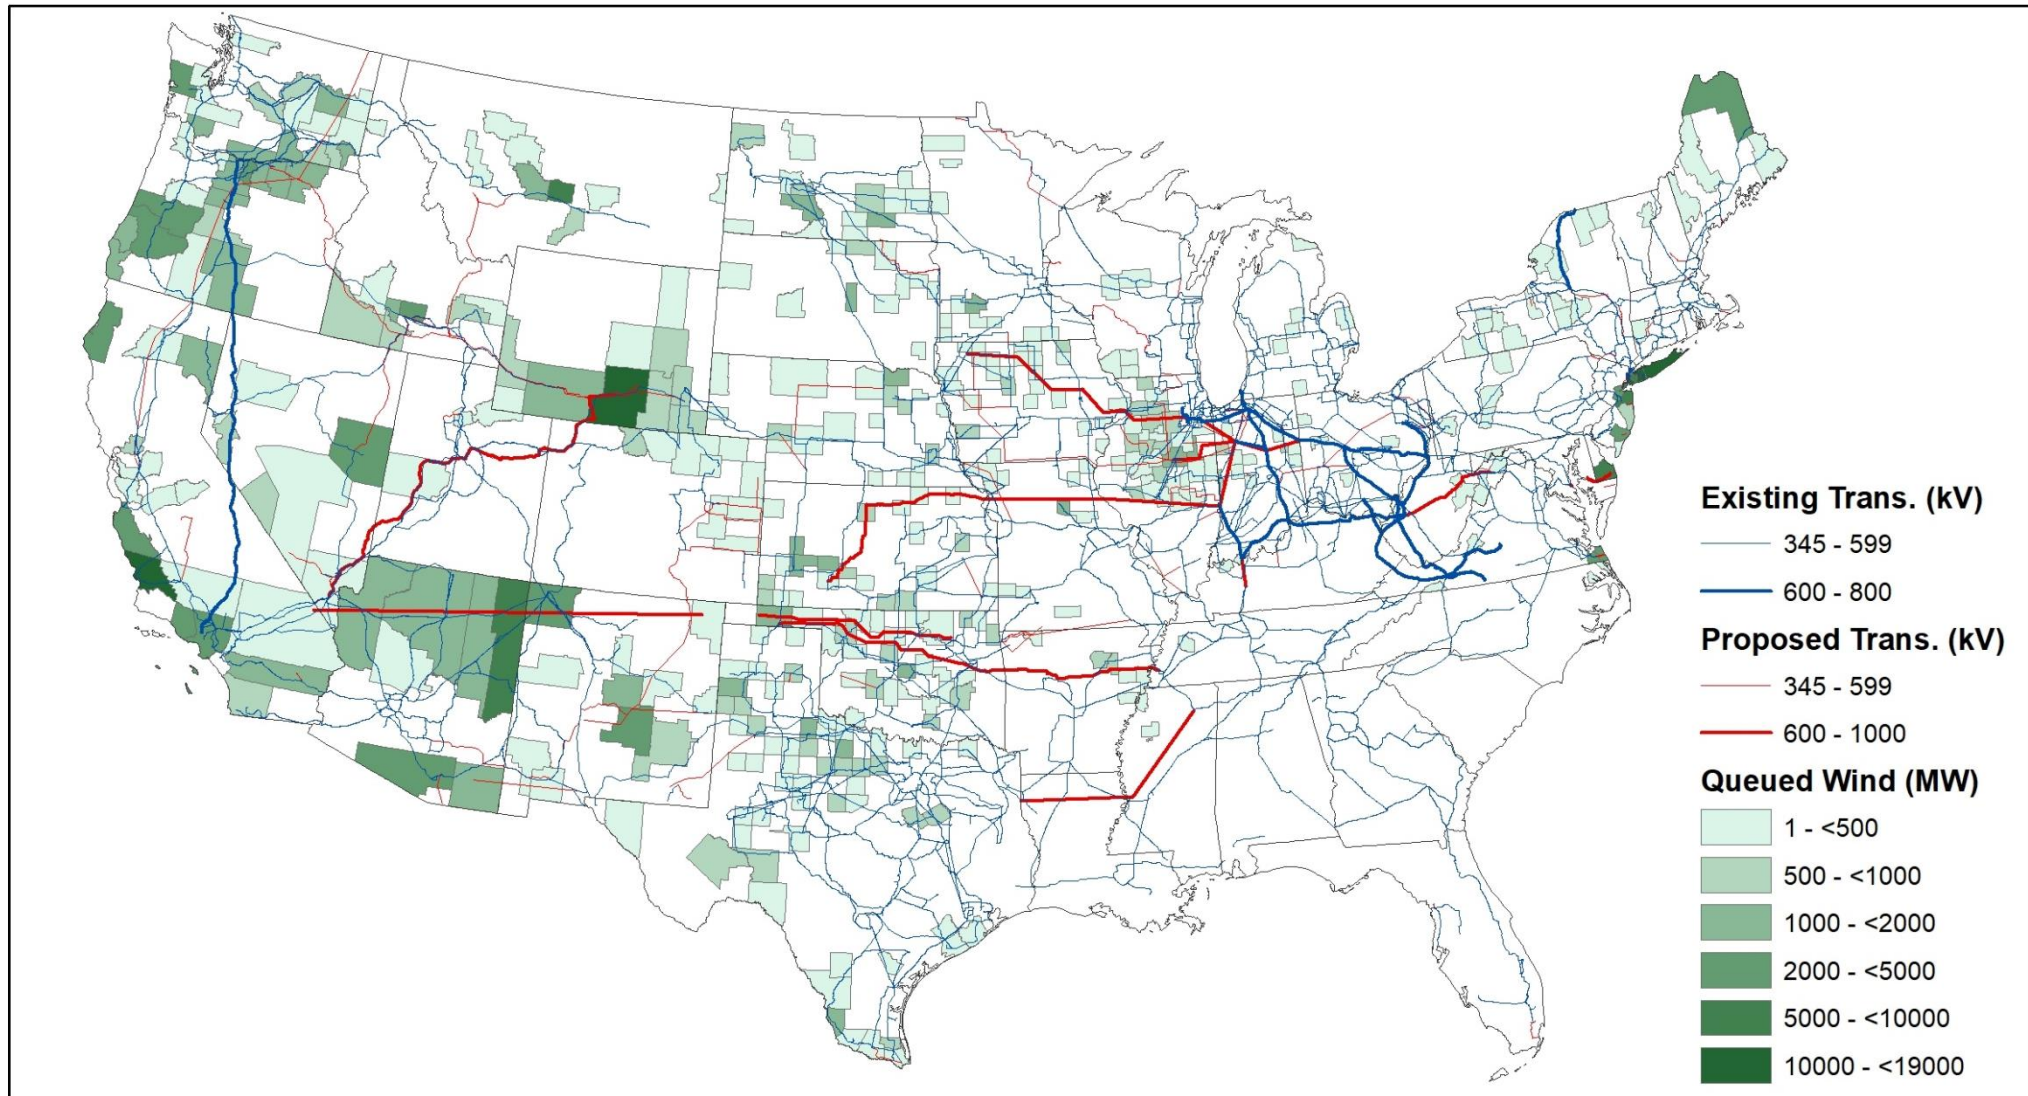 Existing Trans. (kV)
345 - 599
600 - 800
Proposed Trans. (kV)
345 - 599
600 - 1000
Queued Wind (MW)
1 - <500
500 - <1000
1000 - <2000
2000 - <5000
5000 - <10000
10000 - <19000